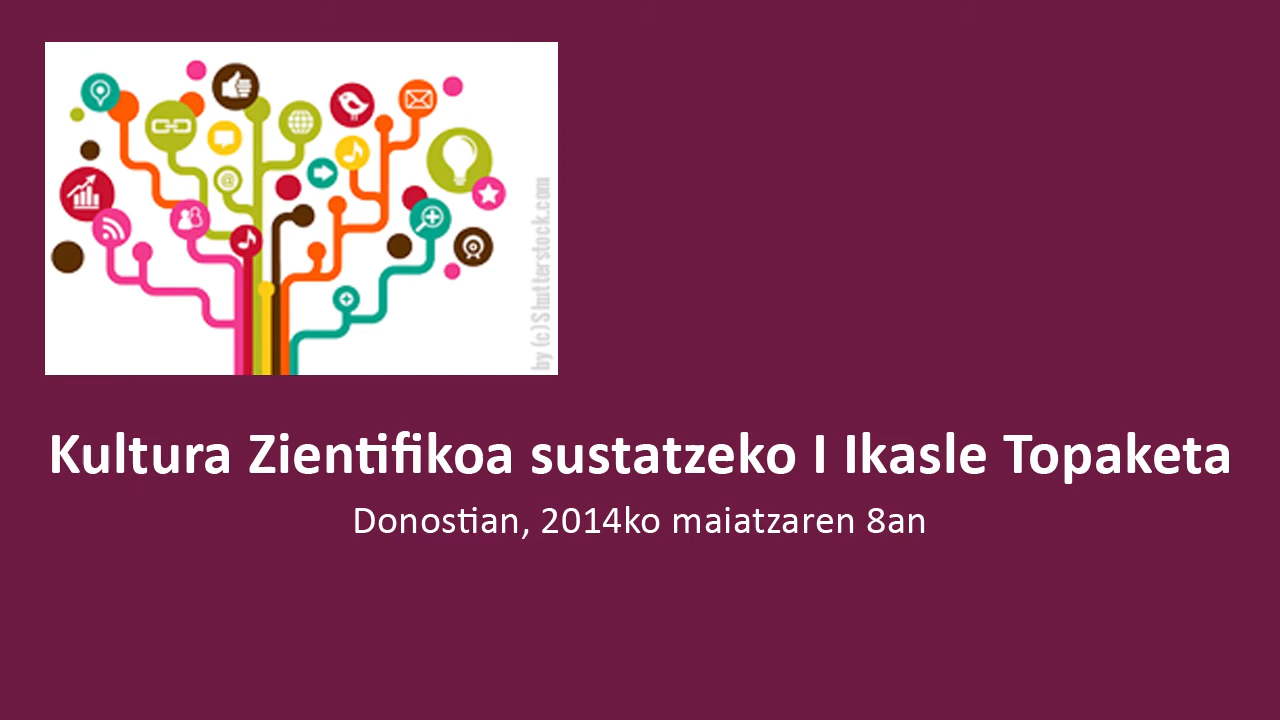 by (c) Shutterstock.com
Kultura Zientifikoa sustatzeko I Ikasle Topaketa
Donostian, 2014ko maiatzaren 8an